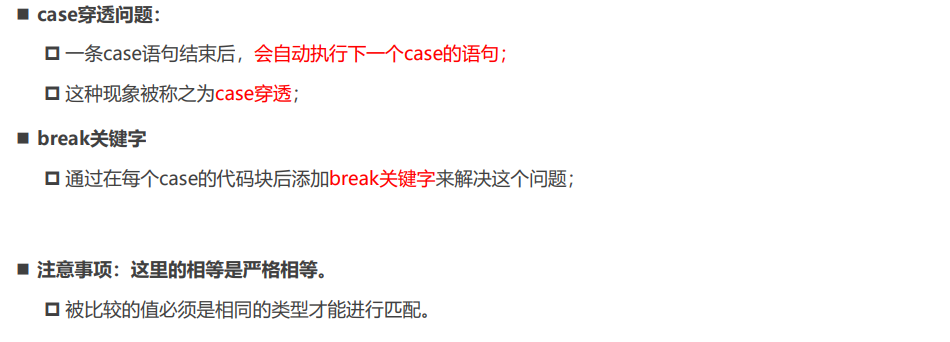 ■ case穿透问题：
□ 一条case语句结束后，会自动执行下一个case的语句；
□ 这种现象被称之为case穿透；
■ break关键字
□ 通过在每个case的代码块后添加break关键字来解决这个问题；
■ 注意事项：这里的相等是严格相等。
□ 被比较的值必须是相同的类型才能进行匹配。